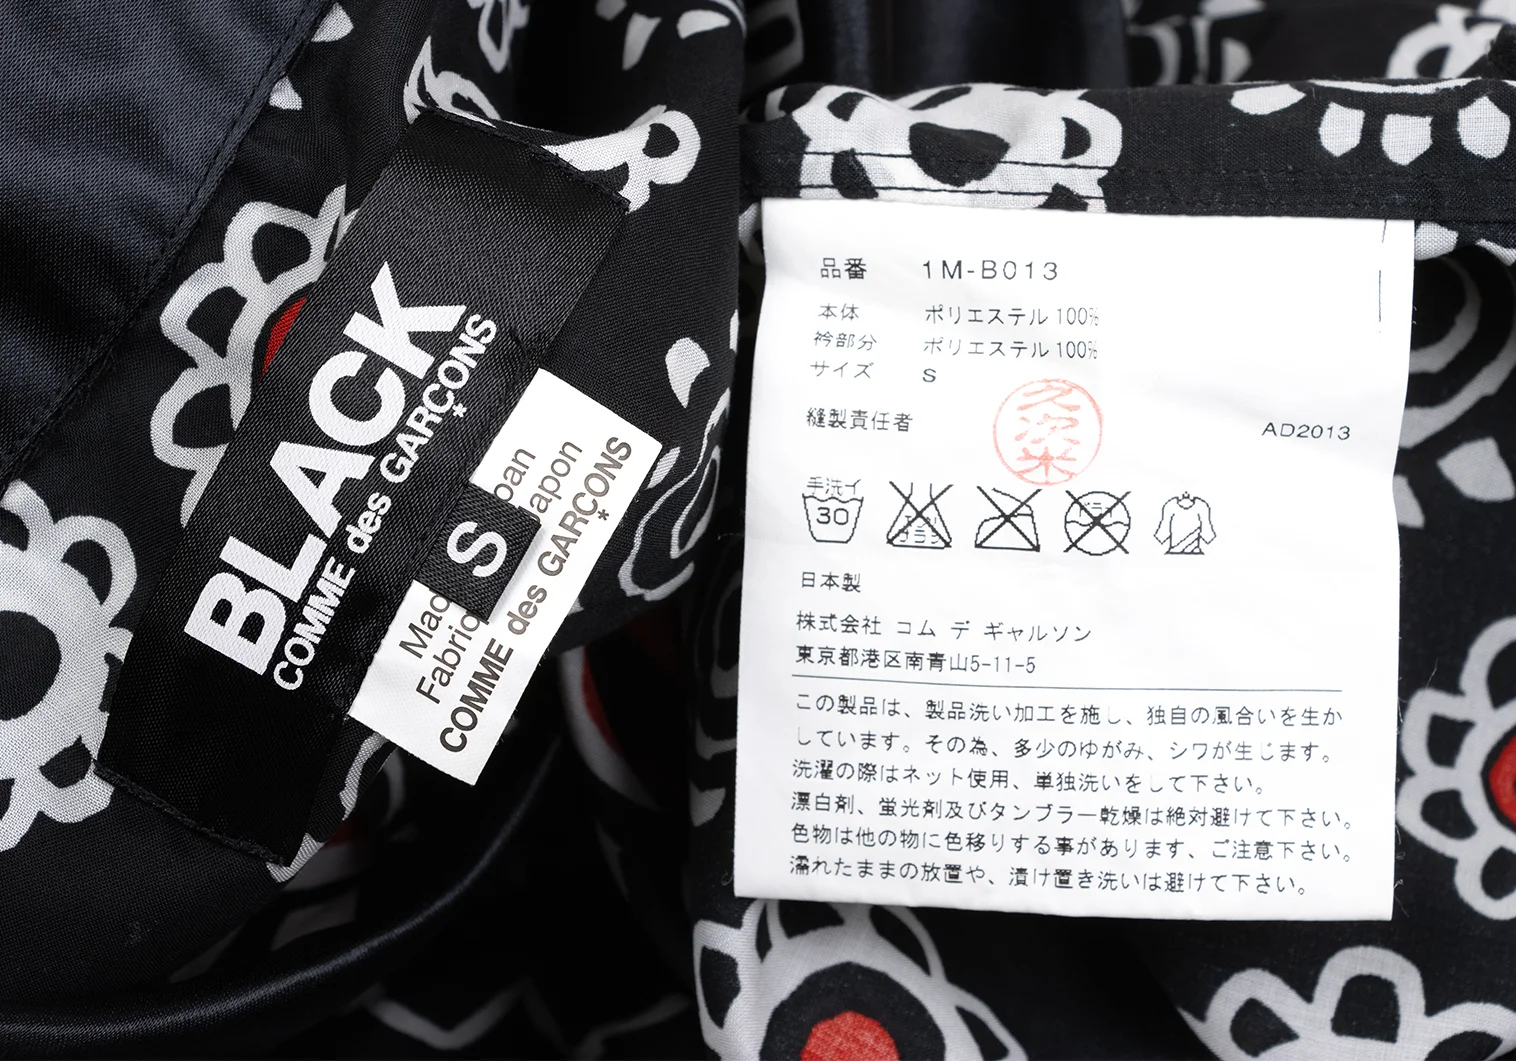 BLACK
COMME des GARÇONS
S
COMME des GARÇONS
品番 1M-B013
本体 ポリエステル 100%
衿部分 ポリエステル 100%
サイズ S
縫製責任者 久次米 AD2013
手洗イ
30
日本製
株式会社 コム デ ギャルソン
東京都港区南青山5-11-5
この製品は、製品洗い加工を施し、独自の風合いを生か
しています。その為、多少のゆがみ、シワが生じます。
洗濯の際はネット使用、単独洗いをして下さい。
漂白剤、蛍光剤及びタンブラー乾燥は絶対避けて下さい。
色物は他の物に色移りする事があります、ご注意下さい。
濡れたままの放置や、漬け置き洗いは避けて下さい。